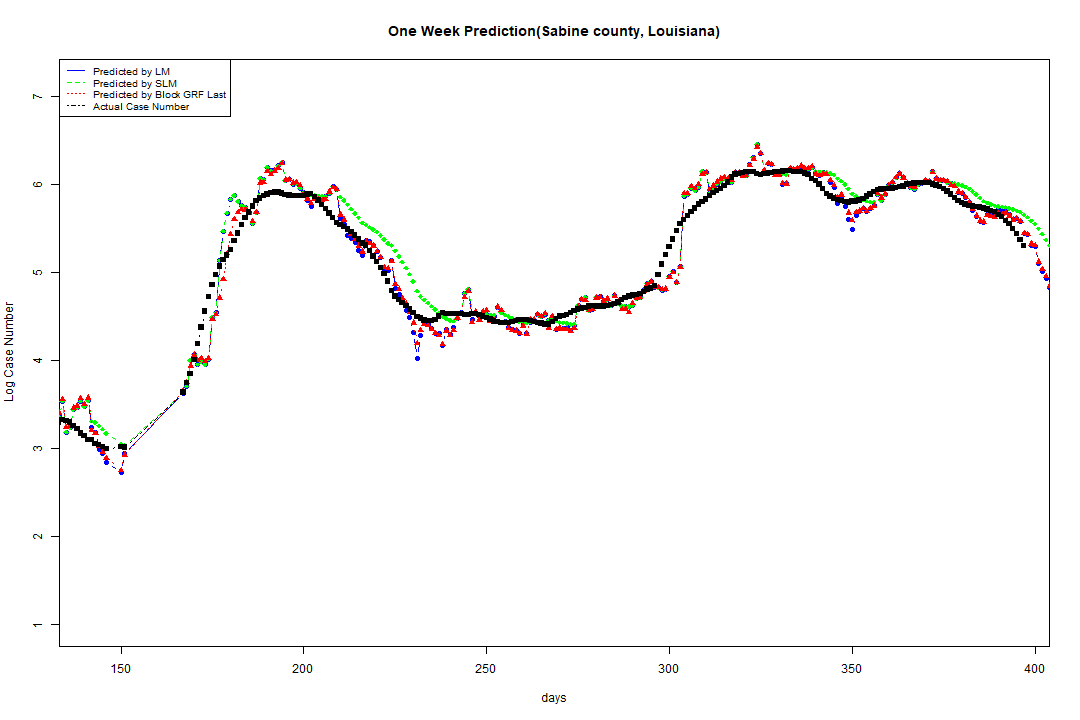 One Week Prediction(Sabine county, Louisiana)
Predicted by LM
Predicted by SLM
Predicted by Block GRF Last
Actual Case Number
7
6
5
4
3
2
1
Log Case Number
150 200 250 300 350 400
days